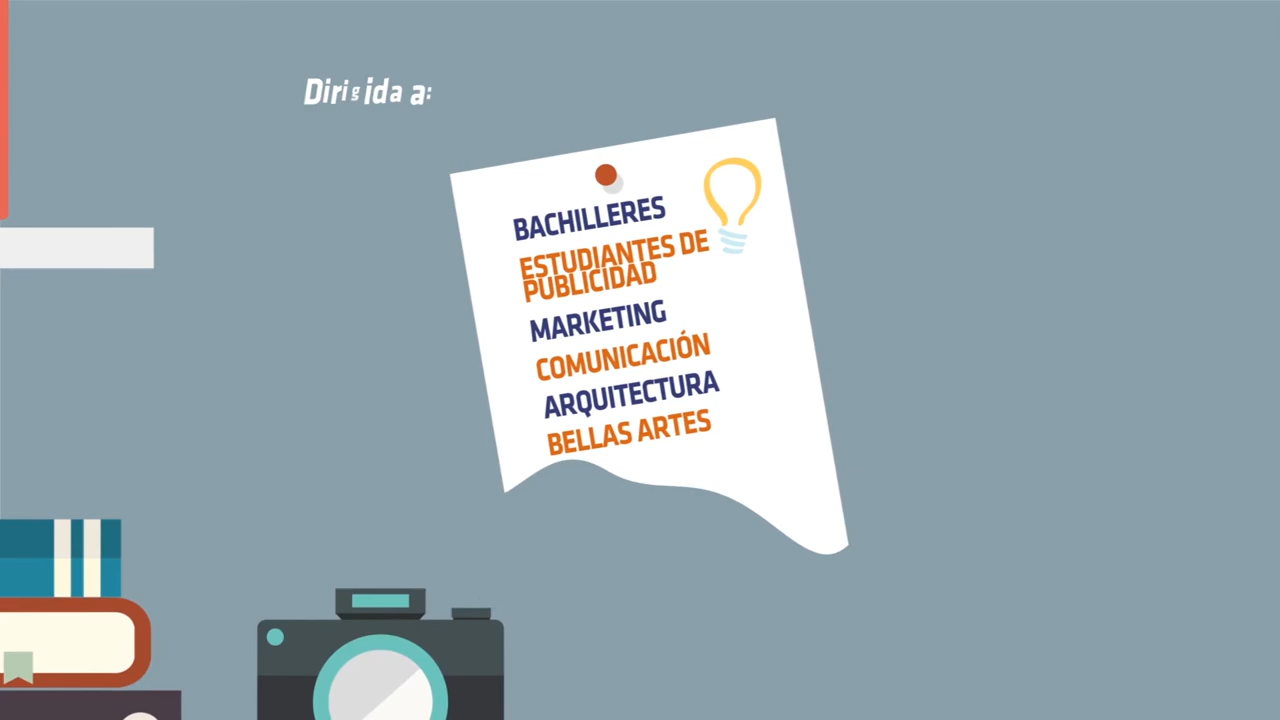 Dirigida a:
BACHILLERES
ESTUDIANTES DE
PUBLICIDAD
MARKETING
COMUNICACIÓN
ARQUITECTURA
BELLAS ARTES